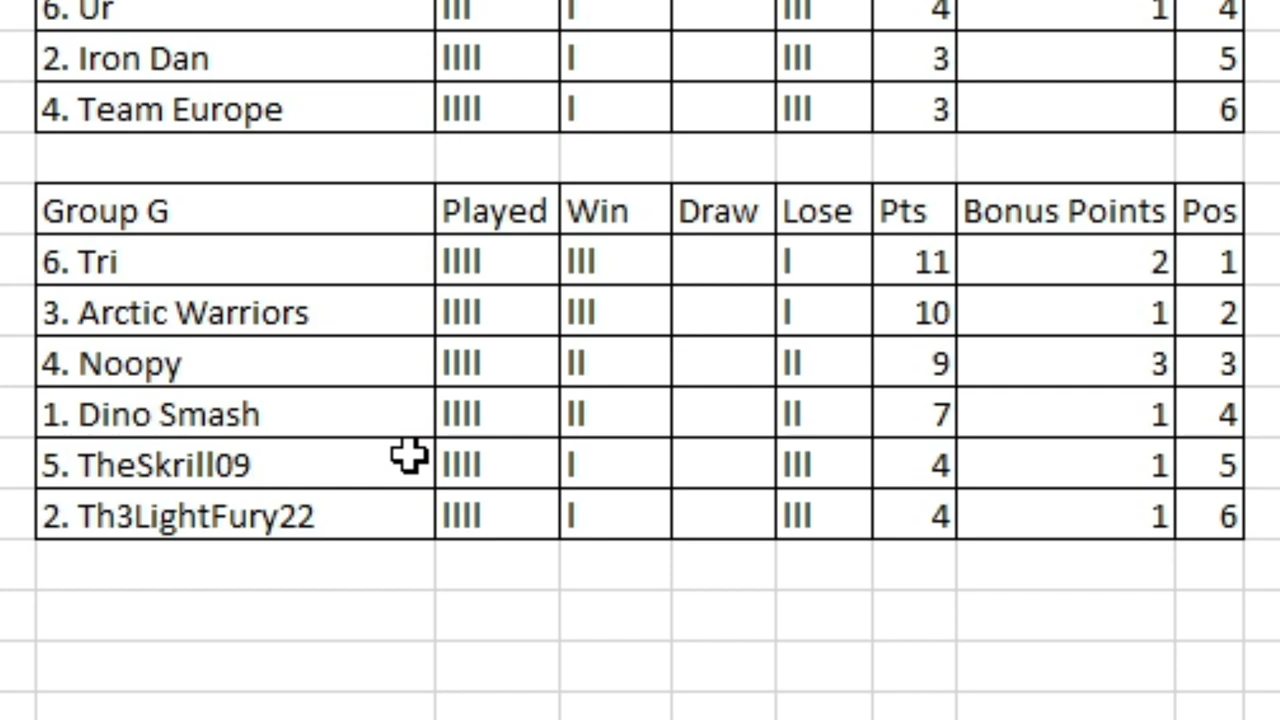 6. Ur IIII I III 4 1 4
2. Iron Dan IIII I III 3 5
4. Team Europe IIII I III 3 6
Group G Played Win Draw Lose Pts Bonus Points Pos
6. Tri IIII III I 11 2 1
3. Arctic Warriors IIII III I 10 1 2
4. Noopy IIII II II 9 3 3
1. Dino Smash IIII II II 7 1 4
5. TheSkrill09 IIII I III 4 1 5
2. Th3LightFury22 IIII I III 4 1 6